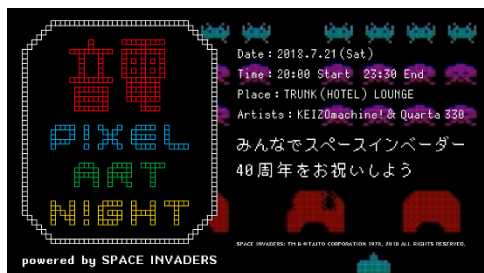 音電
PIXEL
ART
NIGHT
powered by SPACE INVADERS
Date：2018.7.21(Sat)
Time：20:00 Start 23:30 End
Place：TRUNK(HOTEL) LOUNGE
Artists：KEIZOmachine! & Quarta 330
みんなでスペースインベーダー
40周年をお祝いしよう
SPACE INVADERS: TM & ©TAITO CORPORATION 1978, 2018 ALL RIGHTS RESERVED.